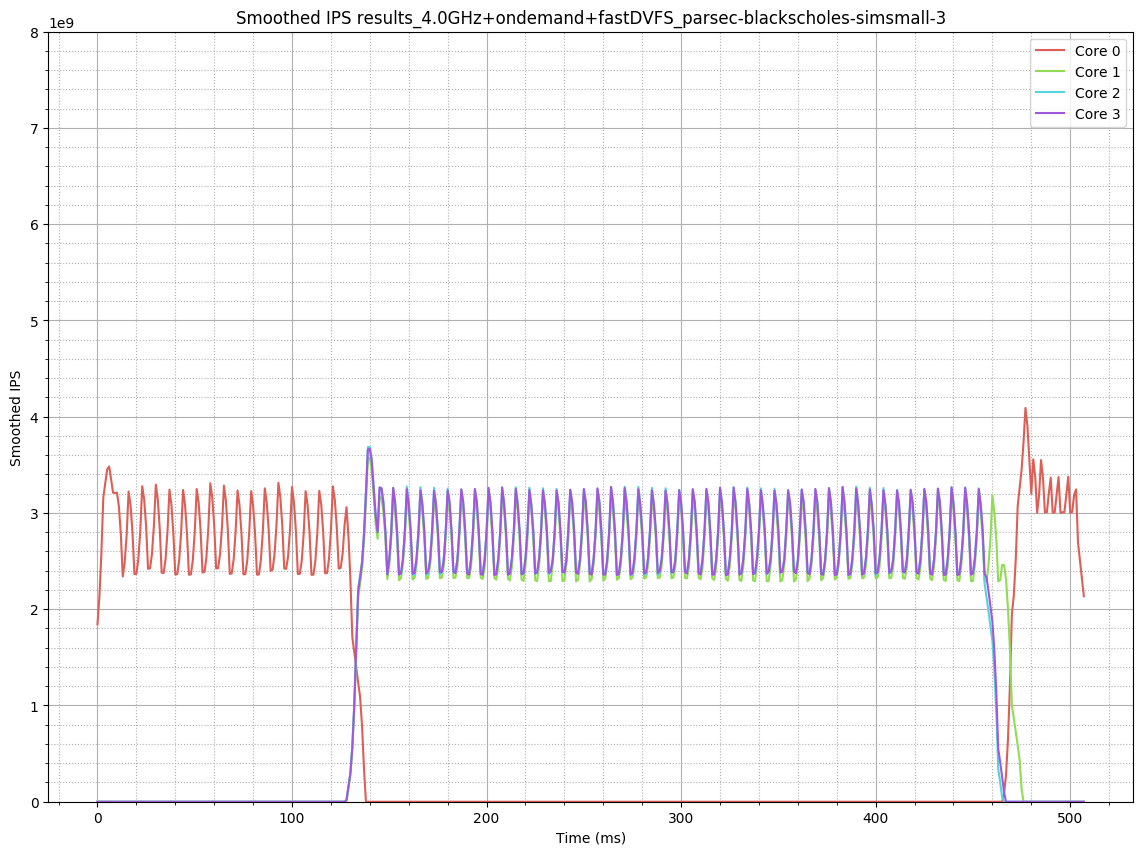 Smoothed IPS results_4.0GHz+ondemand+fastDVFS_parsec-blackscholes-simsmall-3
1e9
8
7
6
5
4
3
2
1
0
Smoothed IPS
0 100 200 300 400 500
Time (ms)
Core 0
Core 1
Core 2
Core 3